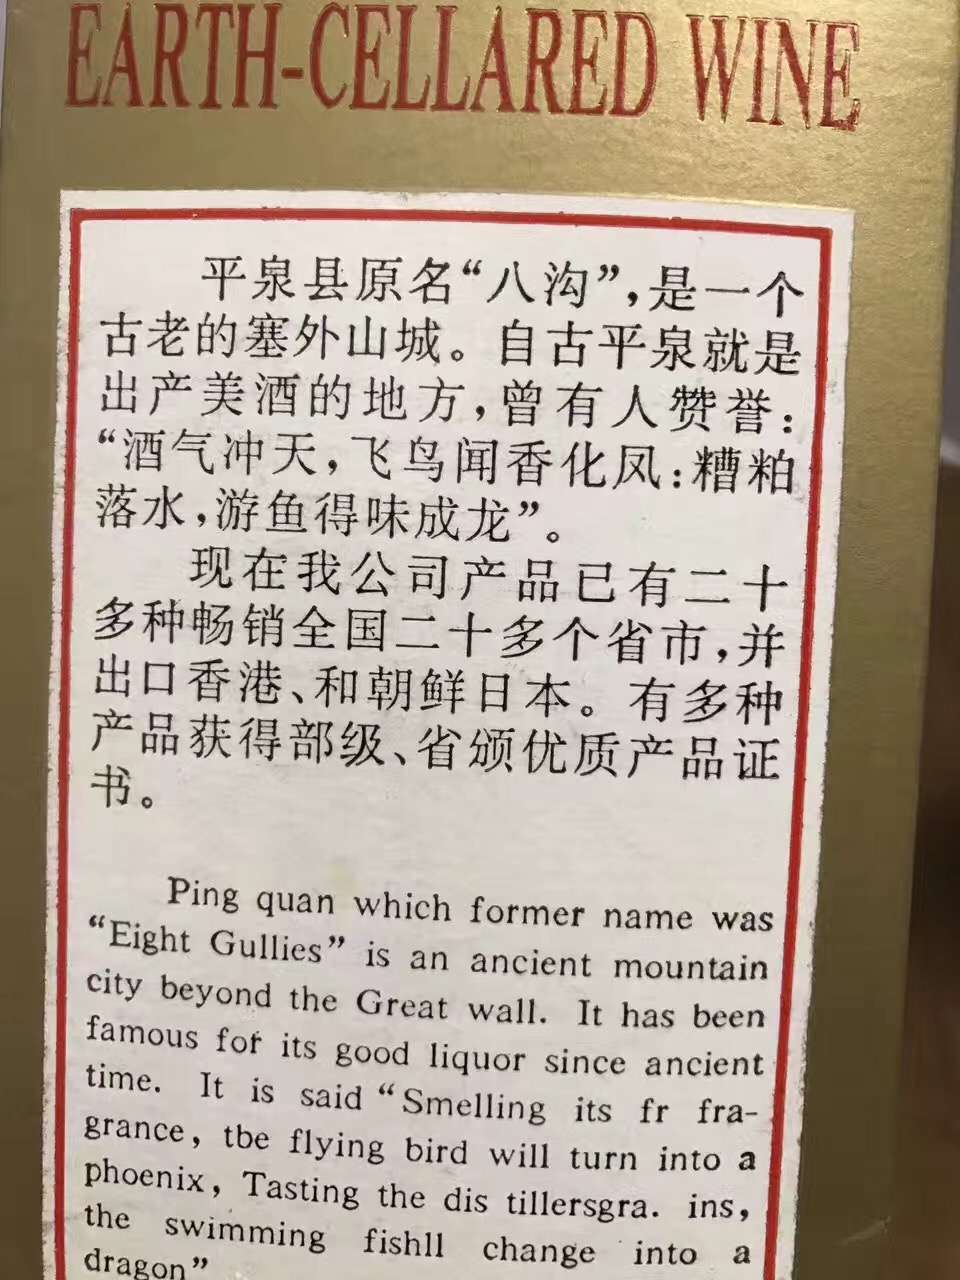 EARTH-CELLARED WINE
平泉县原名“八沟”,是一个
古老的塞外山城。自古平泉就是
出产美酒的地方,曾有人赞誉:
“酒气冲天,飞鸟闻香化凤:糟粕
落水,游鱼得味成龙”。
现在我公司产品已有二十
多种畅销全国二十多个省市,并
出口香港、和朝鲜日本。有多种
产品获得部级、省颁优质产品证
书。
Ping quan which former name was
“Eight Gullies” is an ancient mountain
city beyond the Great wall. It has been
famous for its good liquor since ancient
time. It is said “Smelling its fr fra-
grance, tbe flying bird will turn into a
phoenix, Tasting the dis tillersgra. ins,
the swimming fishll change into a
dragon”